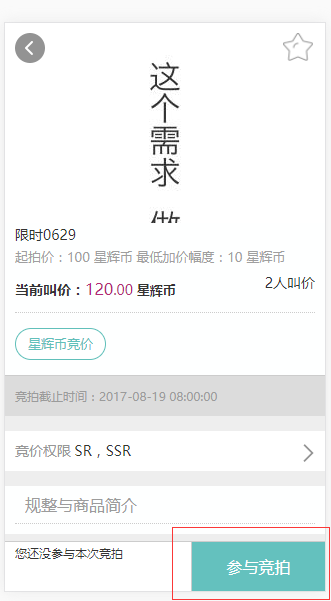 这个需求 做
限时0629
起拍价：100 星辉币 最低加价幅度：10 星辉币
当前叫价：120.00 星辉币
2人叫价
星辉币竞价
竞拍截止时间：2017-08-19 08:00:00
竞价权限 SR，SSR
规整与商品简介
您还没参与本次竞拍
参与竞拍